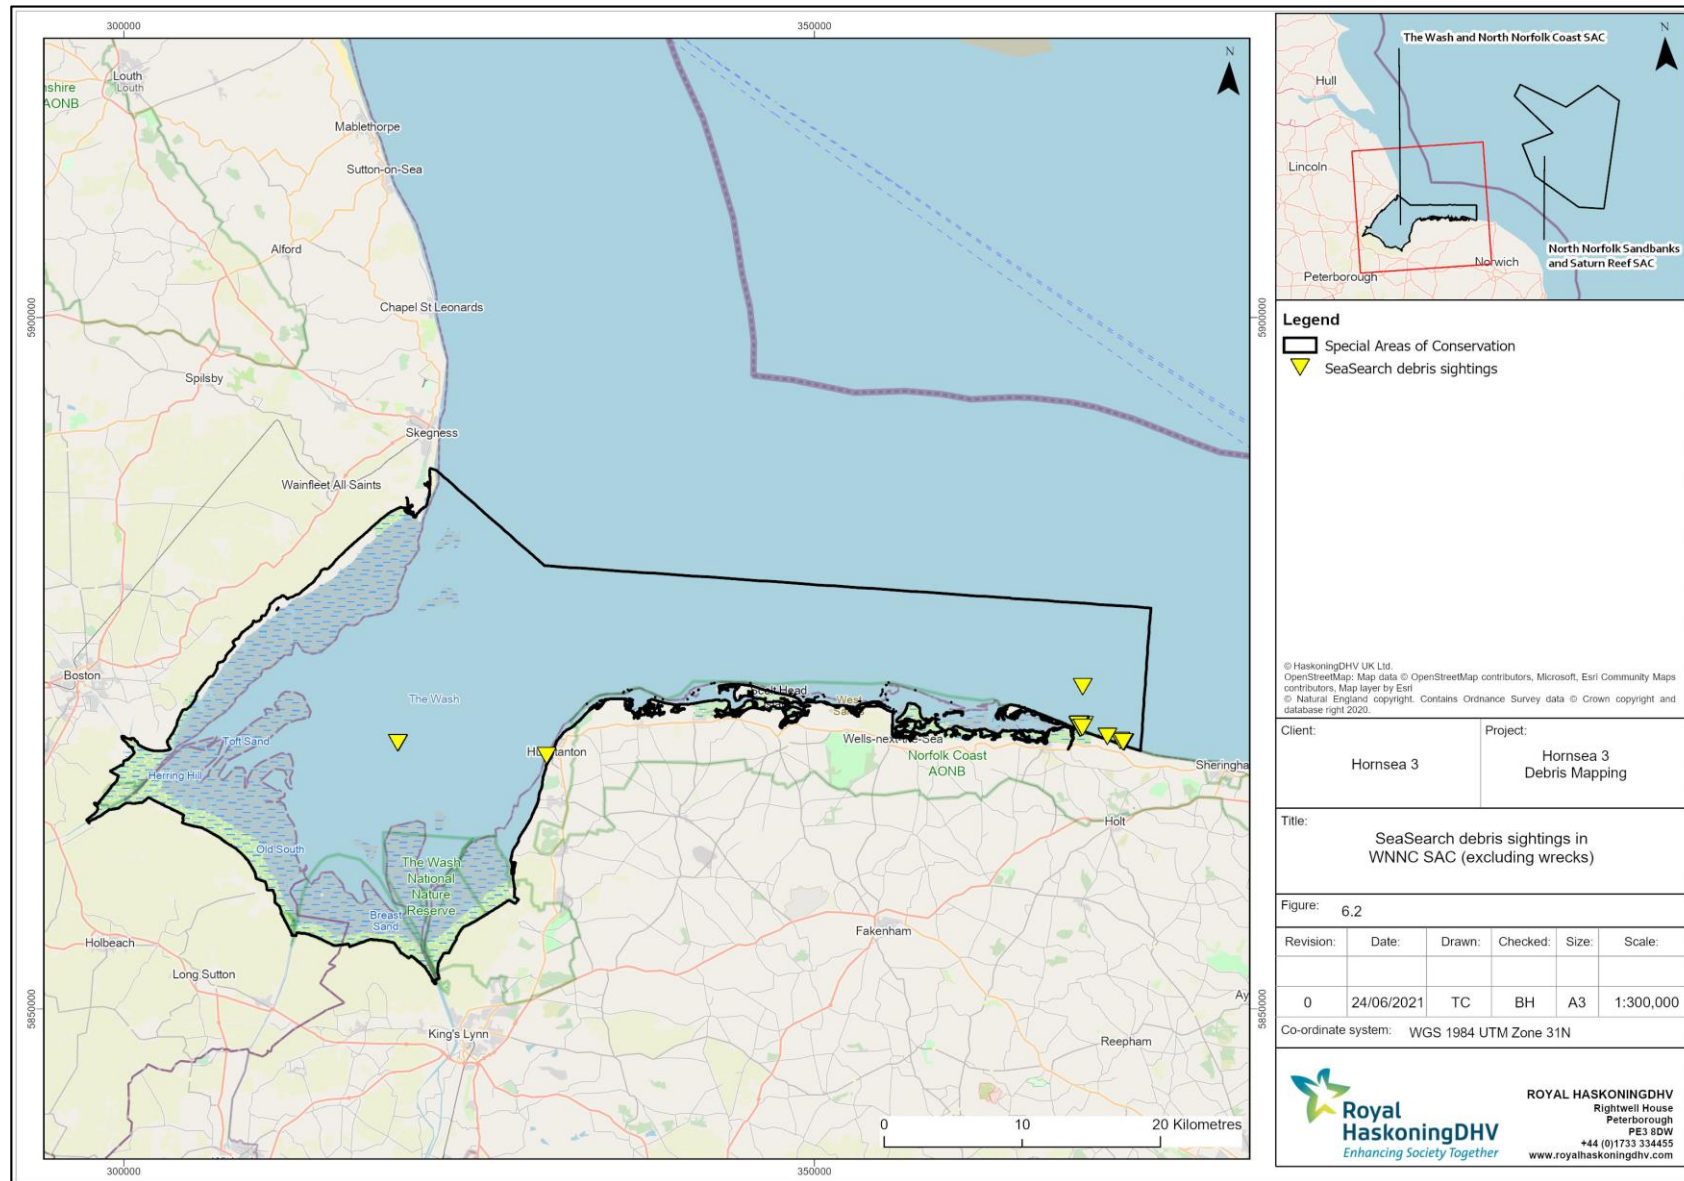 300000
350000
N
Louth
Louth
nshire
AONB
Mablethorpe
Sutton-on-Sea
Alford
5900000
Chapel St Leonards
5900000
Spilsby
Skegness
Wainfleet All Saints
Boston
The Wash
Toft Sand
Herring Hill
Wells-next-the-Sea
Norfolk Coast
AONB
Sheringha
Holt
Old South
The Wash
National
Nature
Reserve
Breast
Sand
Holbeach
Long Sutton
Fakenham
5850000
5850000
King's Lynn
Reepham
Ay
0
10
20 Kilometres
300000
350000
The Wash and North Norfolk Coast SAC
N
Hull
Lincoln
North Norfolk Sandbanks
and Saturn Reef SAC
Norwich
Peterborough
Legend
Special Areas of Conservation
SeaSearch debris sightings
© HaskoningDHV UK Ltd.
OpenStreetMap: Map data © OpenStreetMap contributors, Microsoft, Esri Community Maps
contributors, Map layer by Esri
© Natural England copyright. Contains Ordnance Survey data © Crown copyright and
database right 2020.
Client:
Hornsea 3
Project:
Hornsea 3
Debris Mapping
Title:
SeaSearch debris sightings in
WNNC SAC (excluding wrecks)
Figure: 6.2
Revision: Date: Drawn: Checked: Size: Scale:
0 24/06/2021 TC BH A3 1:300,000
Co-ordinate system: WGS 1984 UTM Zone 31N
Royal
HaskoningDHV
Enhancing Society Together
ROYAL HASKONINGDHV
Rightwell House
Peterborough
PE3 8DW
+44 (0)1733 334455
www.royalhaskoningdhv.com